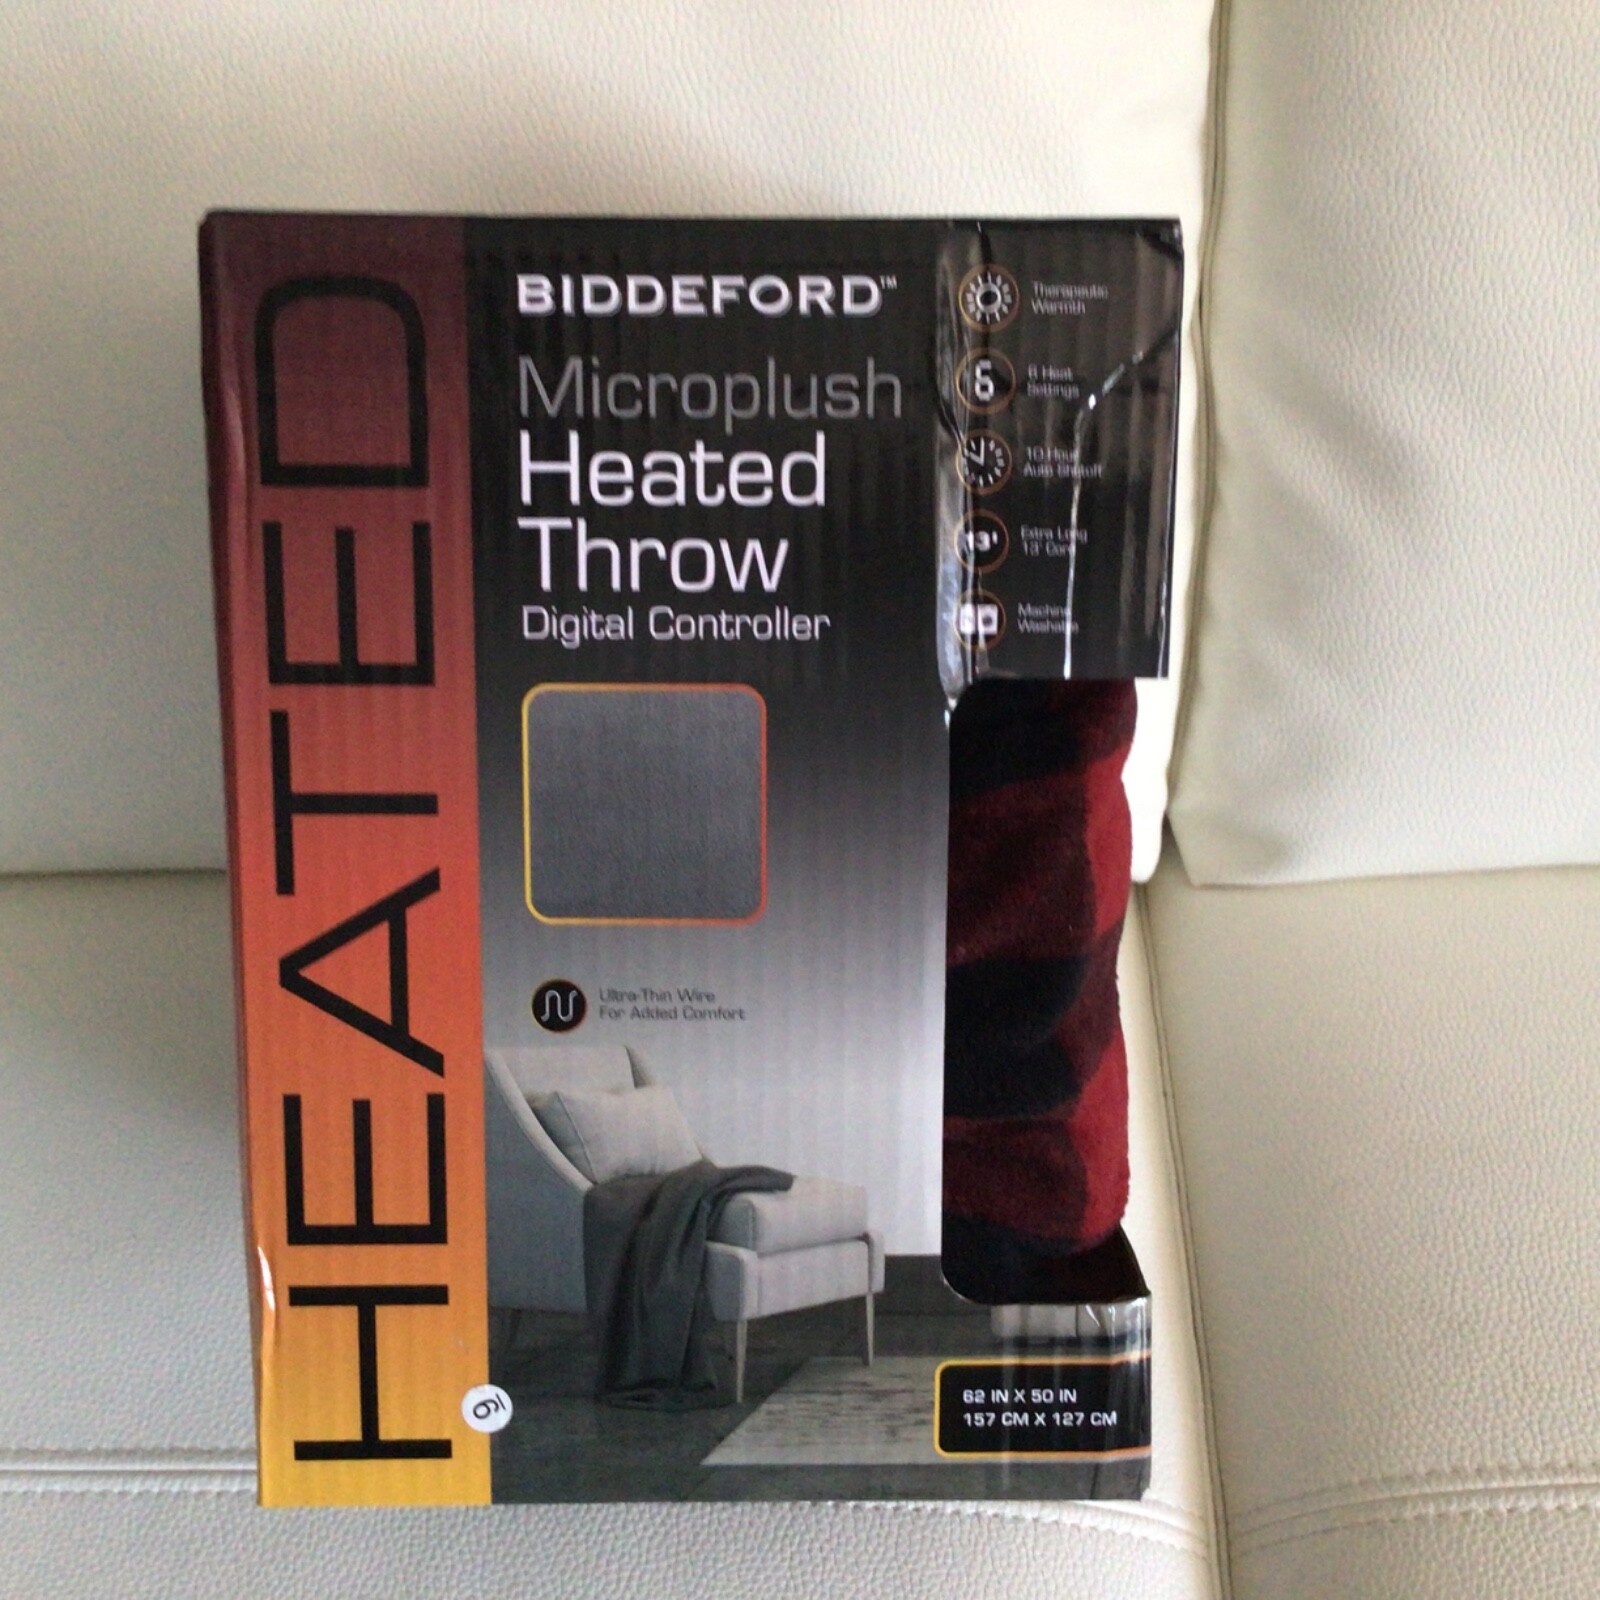 HEATED
BIDDEFORD™
Microplush
Heated
Throw
Digital Controller
Therapeutic
Warmth
6
6 Heat
Settings
10 Hour
Auto Shutoff
13'
Extra Long
13' Cord
Machine
Washable
Ultra-Thin Wire
For Added Comfort
62 IN X 50 IN
157 CM X 127 CM
6